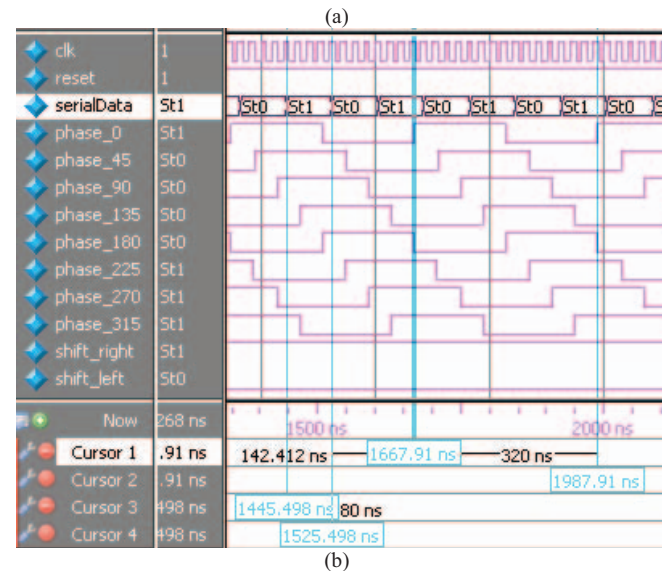 (a)
clk 1
reset 1
serialData St1 St0 St1 St0 St1 St0 St1 St0 St1 St0 S
phase_0 St1
phase_45 St0
phase_90 St0
phase_135 St0
phase_180 St0
phase_225 St1
phase_270 St1
phase_315 St1
shift_right St1
shift_left St0
Now 268 ns 1500 ns 2000 ns
Cursor 1 .91 ns 142.412 ns 1667.91 ns 320 ns
Cursor 2 .91 ns 1987.91 ns
Cursor 3 498 ns 1445.498 ns 80 ns
Cursor 4 498 ns 1525.498 ns
(b)